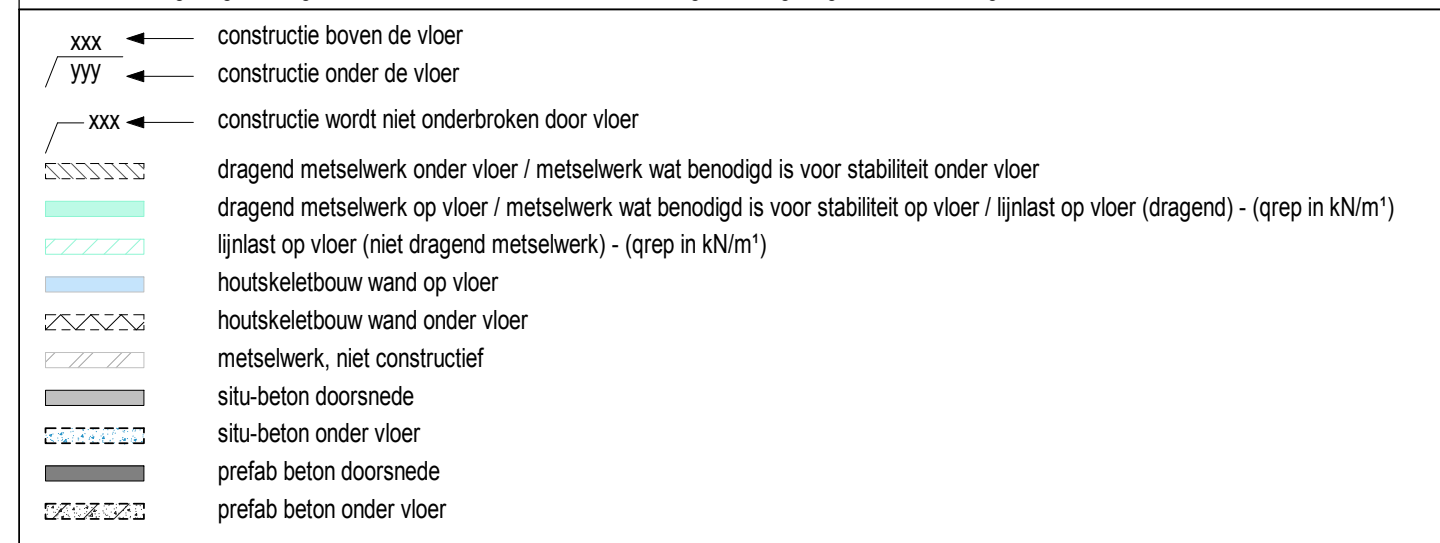 xxx constructie boven de vloer
yyy constructie onder de vloer
xxx constructie wordt niet onderbroken door vloer
dragend metselwerk onder vloer / metselwerk wat benodigd is voor stabiliteit onder vloer
dragend metselwerk op vloer / metselwerk wat benodigd is voor stabiliteit op vloer / lijnlast op vloer (dragend) - (qrep in kN/m¹)
lijnlast op vloer (niet dragend metselwerk) - (qrep in kN/m¹)
houtskeletbouw wand op vloer
houtskeletbouw wand onder vloer
metselwerk, niet constructief
situ-beton doorsnede
situ-beton onder vloer
prefab beton doorsnede
prefab beton onder vloer